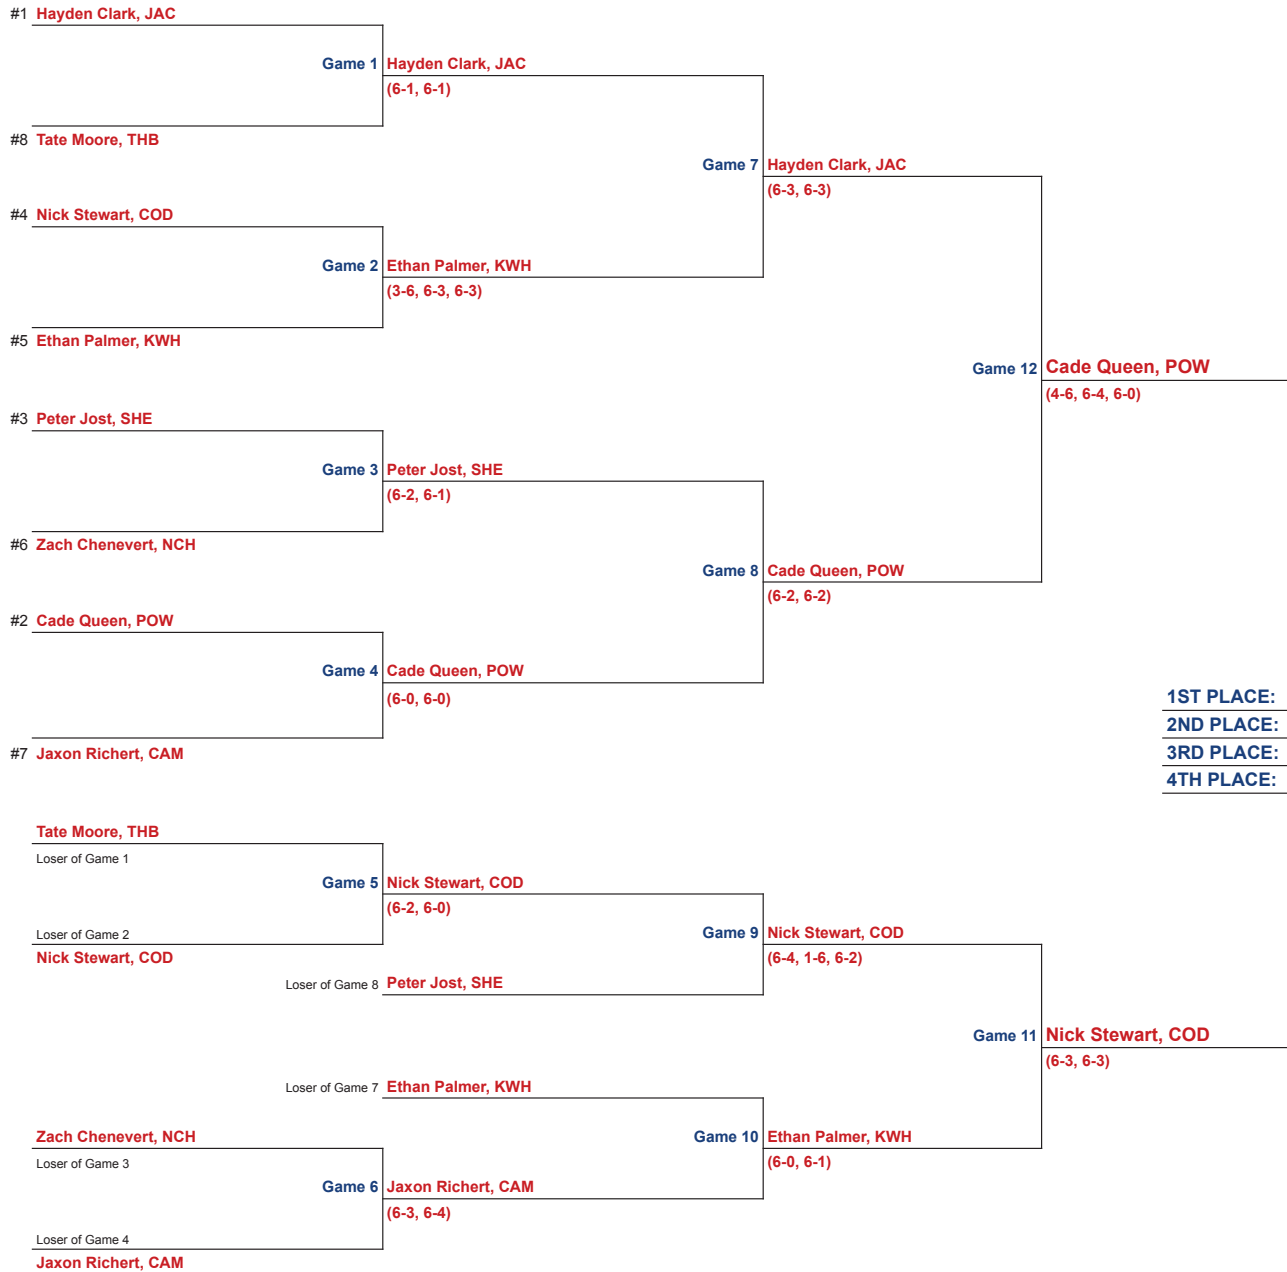 #1 Hayden Clark, JAC
Game 1 Hayden Clark, JAC
(6-1, 6-1)
#8 Tate Moore, THB
Game 7 Hayden Clark, JAC
(6-3, 6-3)
#4 Nick Stewart, COD
Game 2 Ethan Palmer, KWH
(3-6, 6-3, 6-3)
#5 Ethan Palmer, KWH
Game 12 Cade Queen, POW
(4-6, 6-4, 6-0)
#3 Peter Jost, SHE
Game 3 Peter Jost, SHE
(6-2, 6-1)
#6 Zach Chenevert, NCH
Game 8 Cade Queen, POW
(6-2, 6-2)
#2 Cade Queen, POW
Game 4 Cade Queen, POW
(6-0, 6-0)
#7 Jaxon Richert, CAM
1ST PLACE:
2ND PLACE:
3RD PLACE:
4TH PLACE:
Tate Moore, THB
Loser of Game 1
Game 5 Nick Stewart, COD
(6-2, 6-0)
Loser of Game 2
Nick Stewart, COD
Game 9 Nick Stewart, COD
(6-4, 1-6, 6-2)
Loser of Game 8 Peter Jost, SHE
Game 11 Nick Stewart, COD
(6-3, 6-3)
Loser of Game 7 Ethan Palmer, KWH
Game 10 Ethan Palmer, KWH
(6-0, 6-1)
Zach Chenevert, NCH
Loser of Game 3
Game 6 Jaxon Richert, CAM
(6-3, 6-4)
Loser of Game 4
Jaxon Richert, CAM